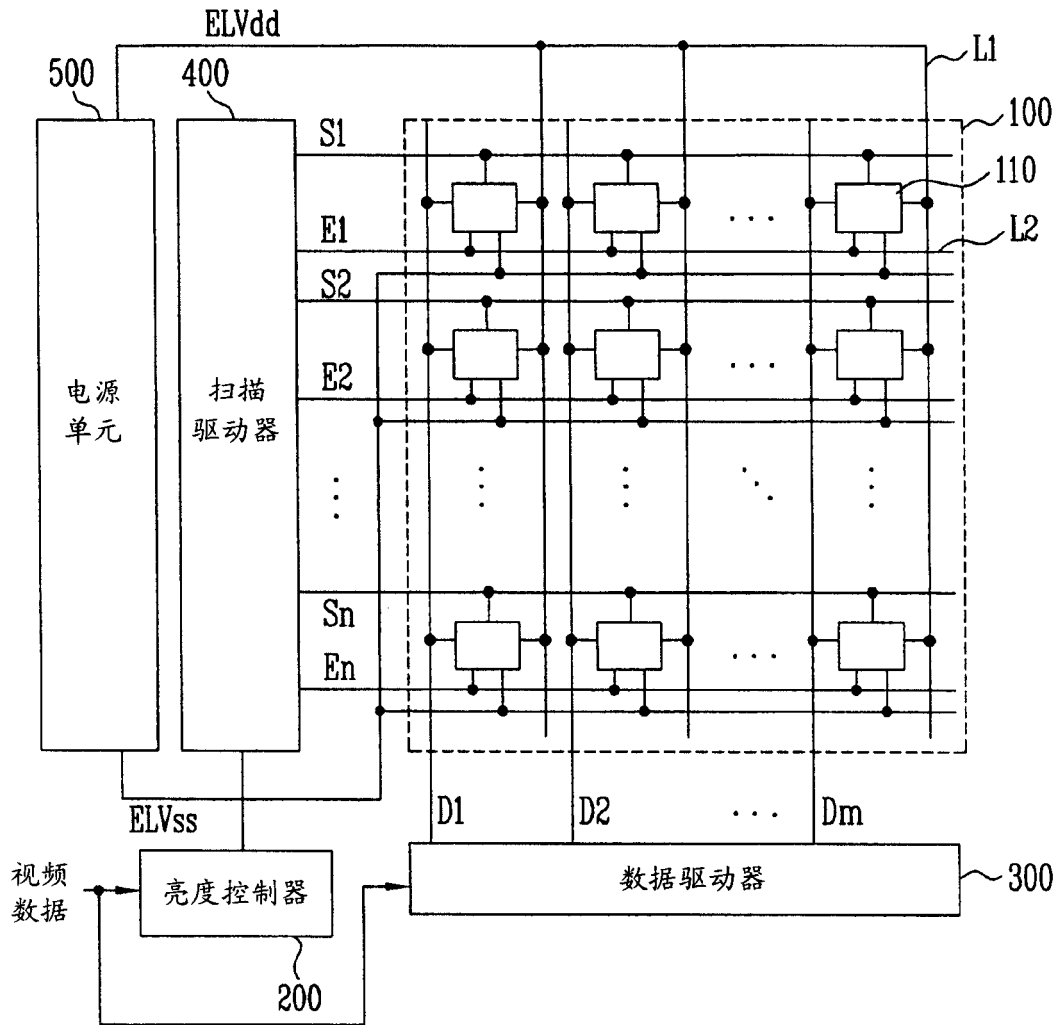 ELVdd
L1
500
400
100
S1
110
E1
L2
S2
E2
电源
单元
扫描
驱动器
Sn
En
ELVss
D1
D2
...
Dm
视频
数据
亮度控制器
数据驱动器
300
200